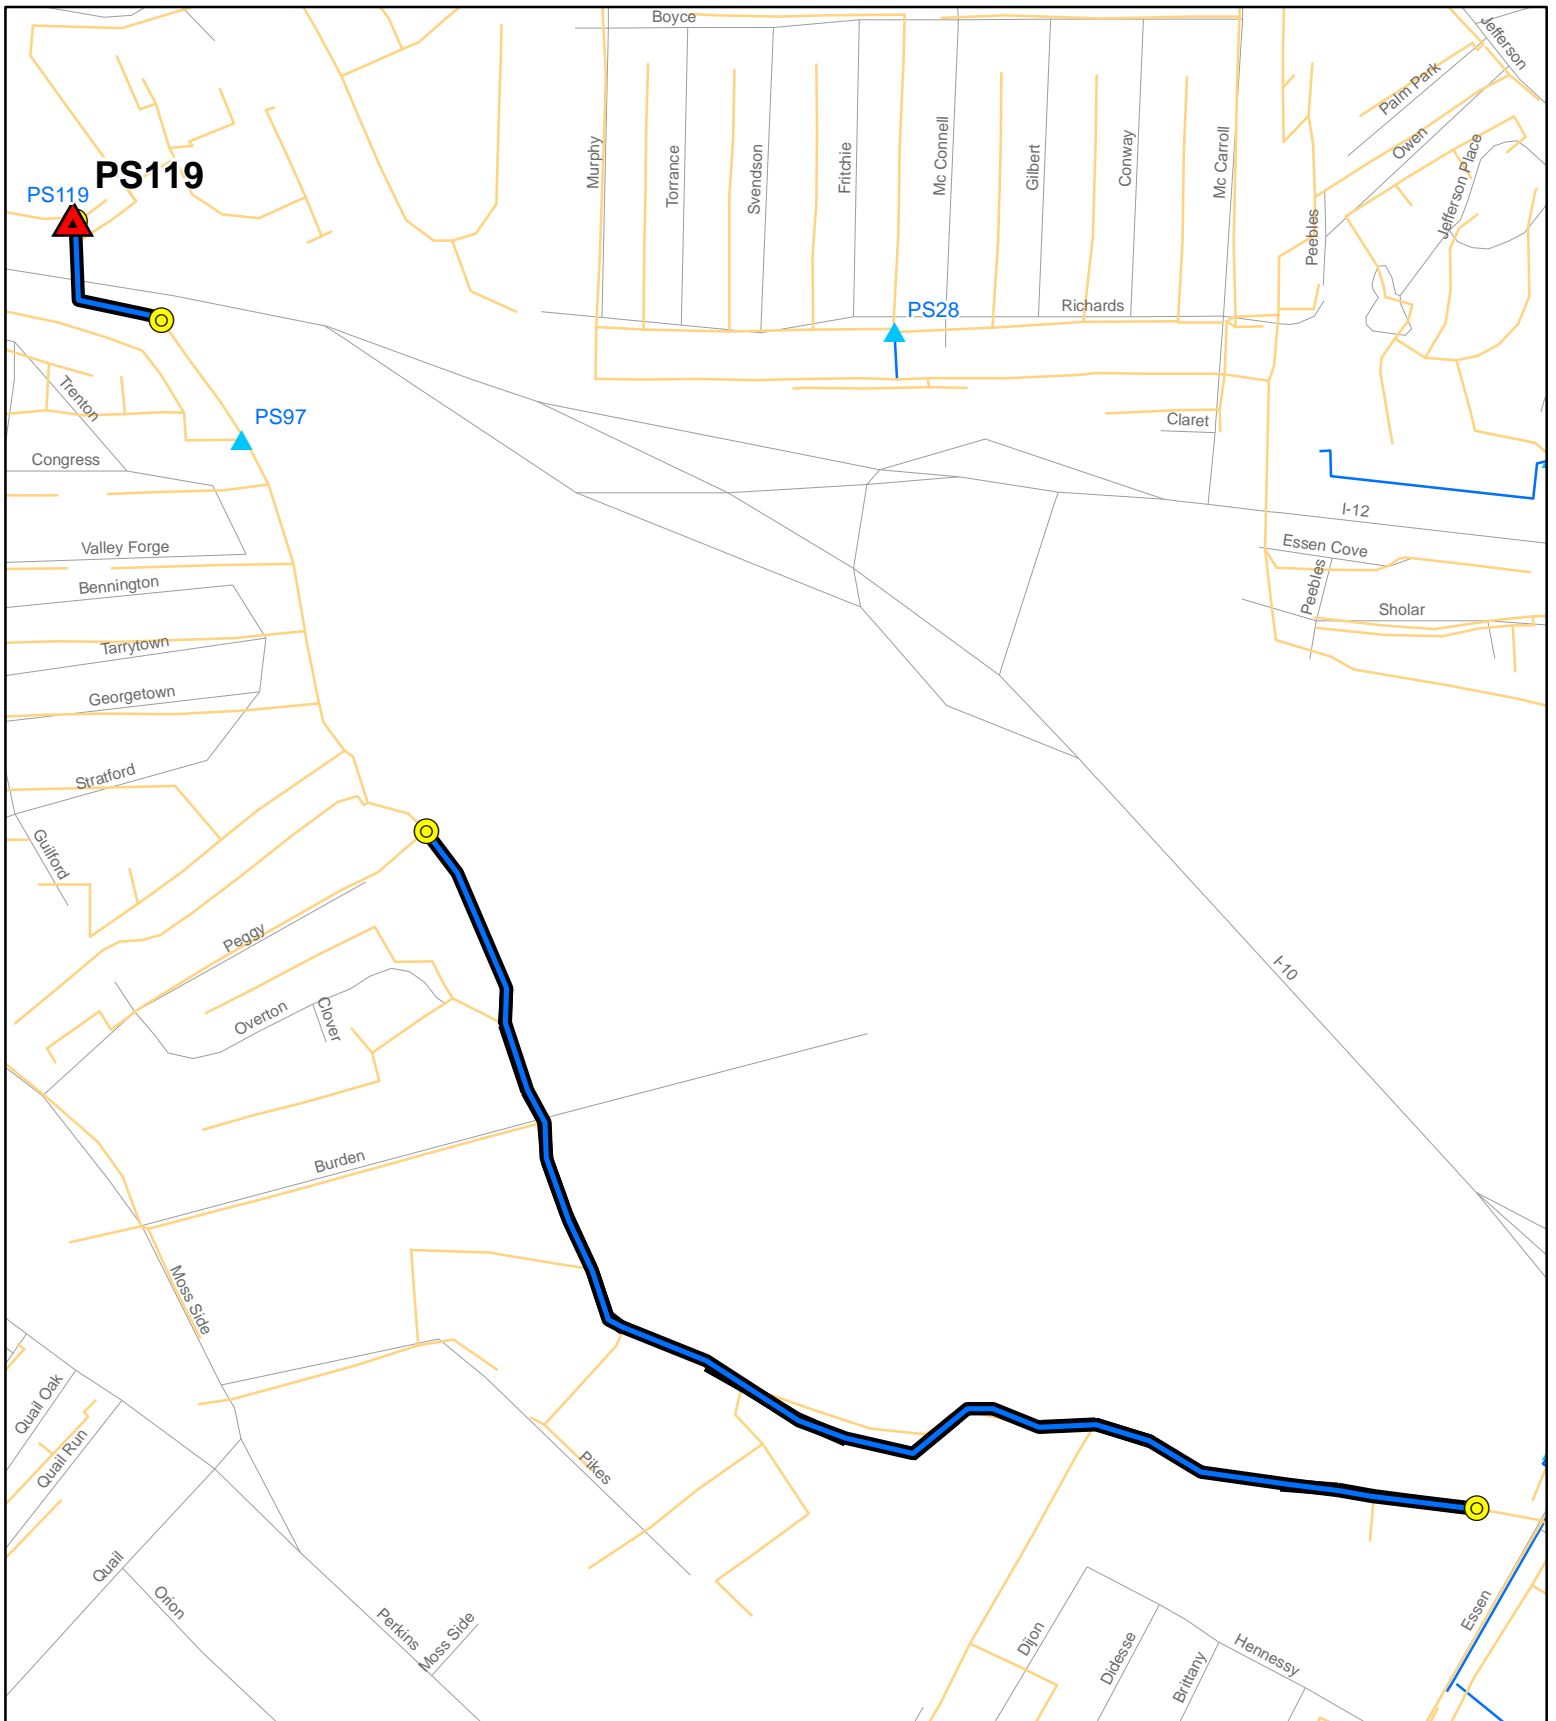 Boyce
Jefferson
Palm Park
Owen
Jefferson Place
Murphy
Torrance
Svendson
Fritchie
Mc Connell
Gilbert
Conway
Mc Carroll
Peebles
PS119
PS119
PS28
Richards
Trenton
PS97
Claret
Congress
I-12
Valley Forge
Essen Cove
Bennington
Peebles
Sholar
Tarrytown
Georgetown
Stratford
Guilford
Peggy
I-10
Overton
Clover
Burden
Moss Side
Quail Oak
Quail Run
Pikes
Quail
Orion
Perkins
Moss Side
Essen
Dijon
Didesse
Brittany
Hennessy